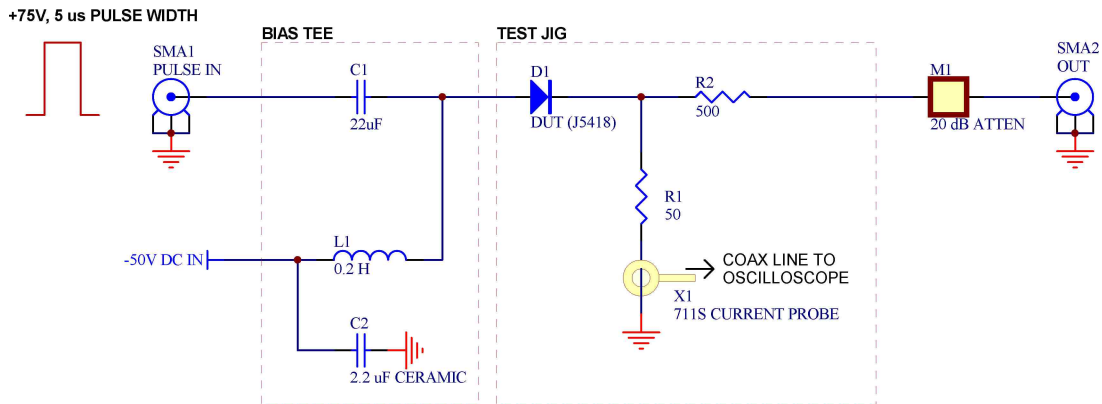 +75V, 5 us PULSE WIDTH
SMA1
PULSE IN
BIAS TEE
C1
22uF
TEST JIG
D1
DUT (J5418)
R2
500
M1
20 dB ATTEN
SMA2
OUT
R1
50
-50V DC IN
L1
0.2 H
COAX LINE TO
OSCILLOSCOPE
X1
711S CURRENT PROBE
C2
2.2 uF CERAMIC